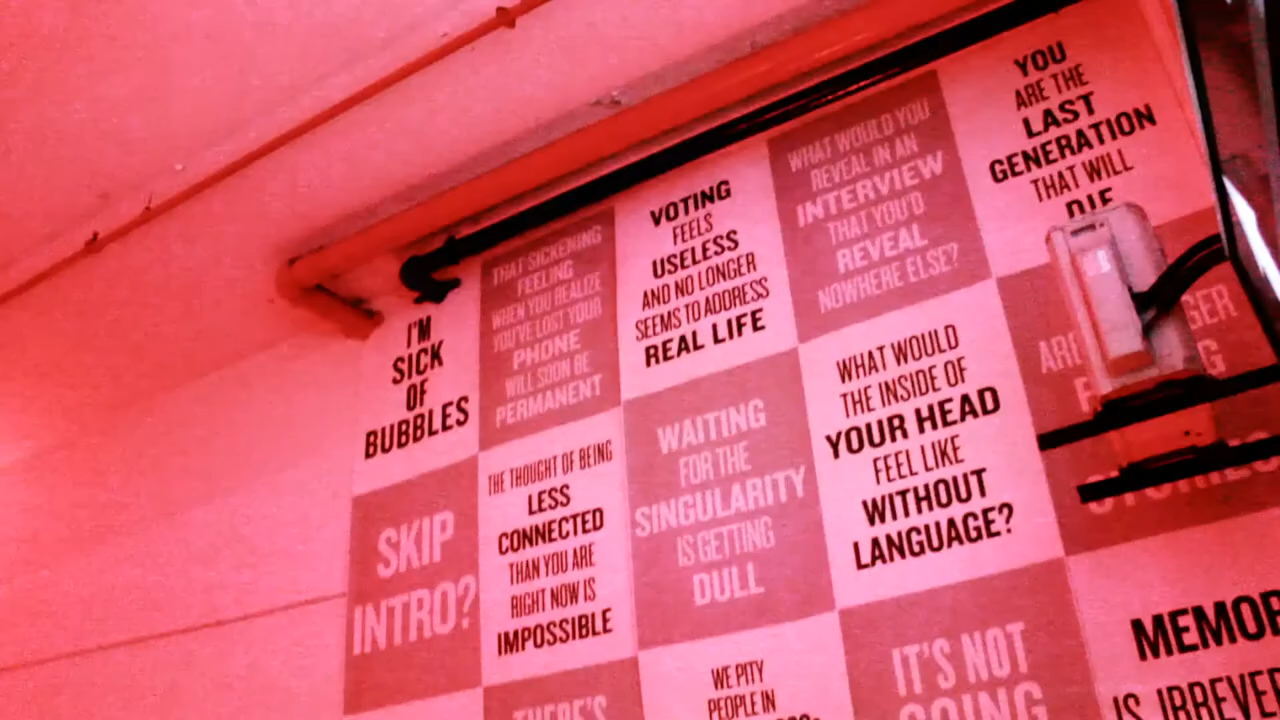 I'M
SICK
OF
BUBBLES
THAT SICKENING
FEELING
WHEN YOU REALIZE
YOU'VE LOST YOUR
PHONE
WILL SOON BE
PERMANENT
VOTING
FEELS
USELESS
AND NO LONGER
SEEMS TO ADDRESS
REAL LIFE
WHAT WOULD YOU
REVEAL IN AN
INTERVIEW
THAT YOU'D
REVEAL
NOWHERE ELSE?
YOU
ARE THE
LAST
GENERATION
THAT WILL
DIE
SKIP
INTRO?
THE THOUGHT OF BEING
LESS
CONNECTED
THAN YOU ARE
RIGHT NOW IS
IMPOSSIBLE
WAITING
FOR THE
SINGULARITY
IS GETTING
DULL
WHAT WOULD
THE INSIDE OF
YOUR HEAD
FEEL LIKE
WITHOUT
LANGUAGE?
STORIES
THERE'S
WE PITY
PEOPLE IN
IT'S NOT
GOING